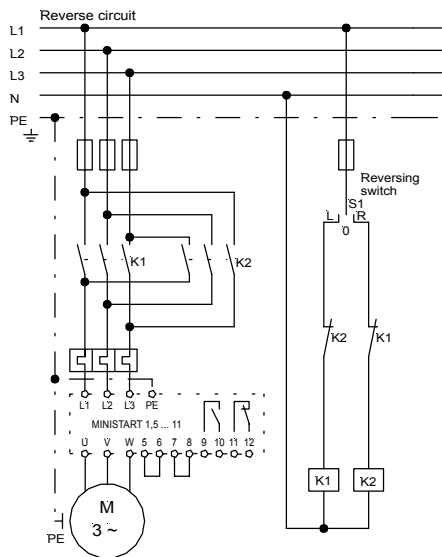 Reverse circuit
L1
L2
L3
N
PE
Reversing
switch
S1
L R
0
K1 K2
K2 K1
L1 L2 L3 PE
MINISTART 1,5 ... 11
9 10 11 12
U V W 5 6 7 8
K1 K2
M
3 ~
PE